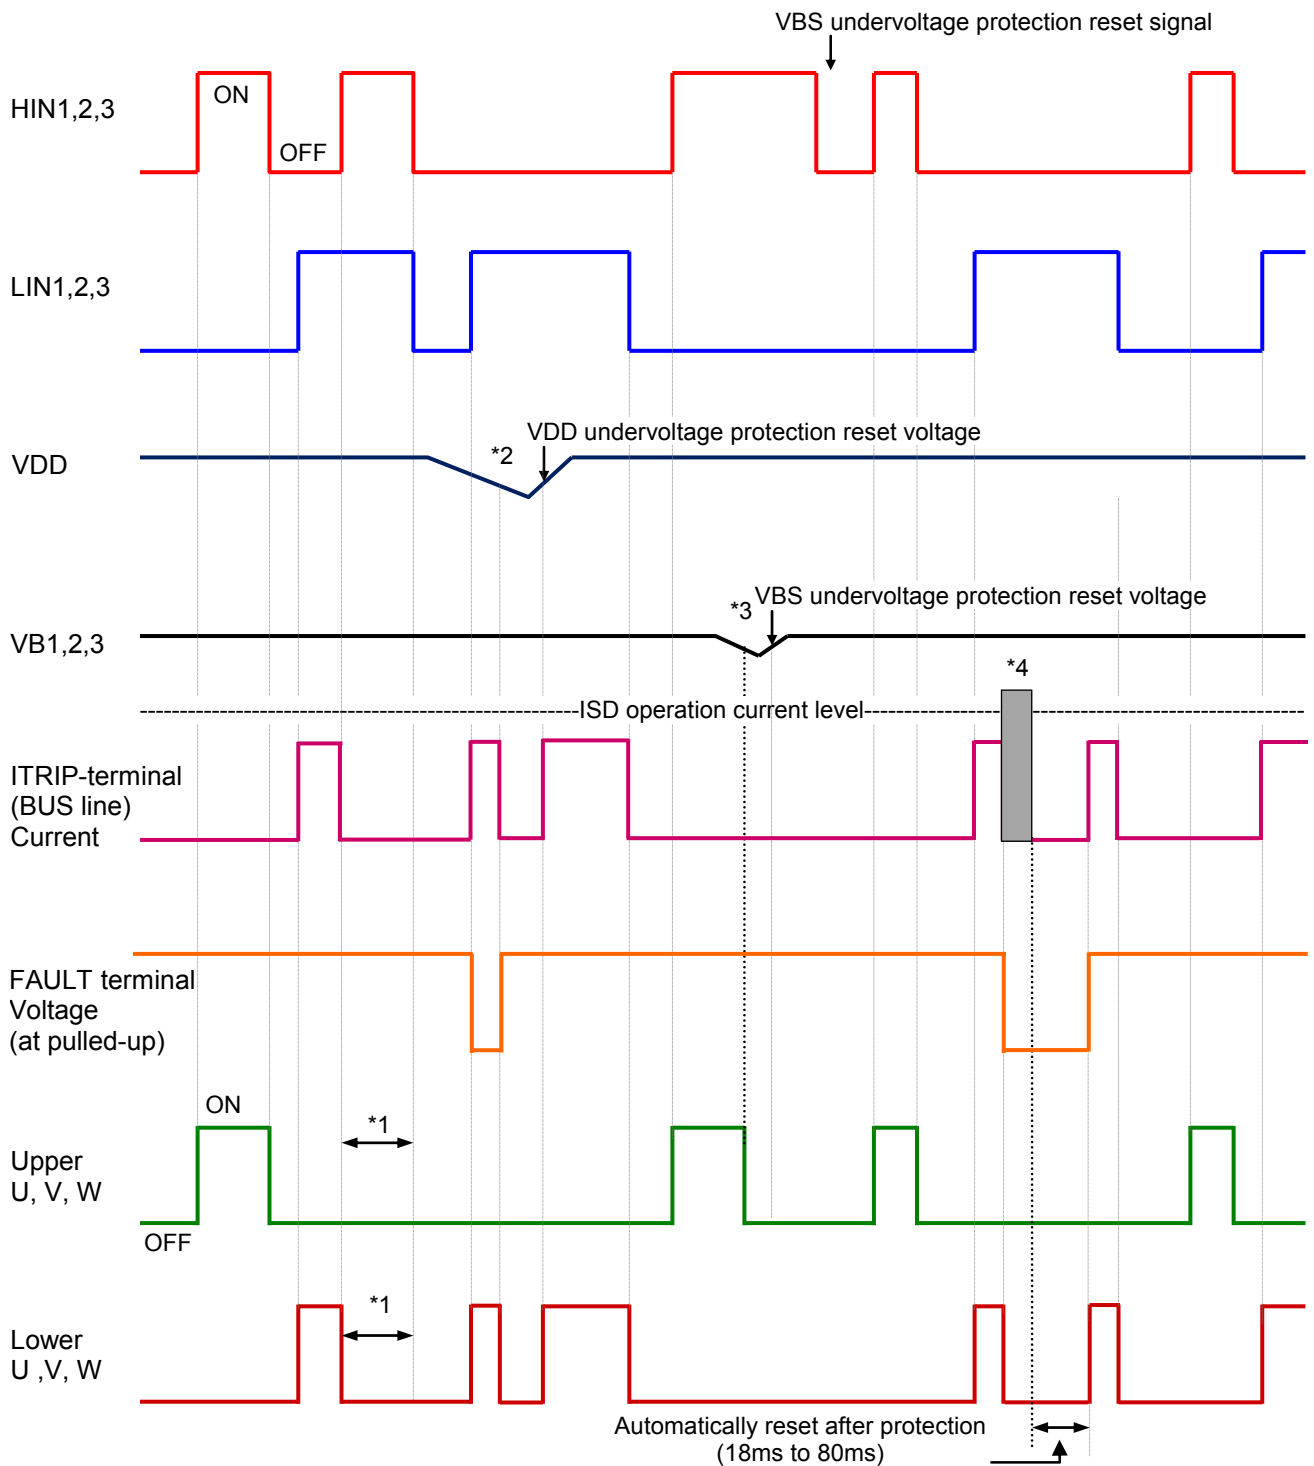 VBS undervoltage protection reset signal
HIN1,2,3
ON
OFF
LIN1,2,3
VDD undervoltage protection reset voltage
*2
VDD
VBS undervoltage protection reset voltage
*3
VB1,2,3
*4
ISD operation current level
ITRIP-terminal
(BUS line)
Current
FAULT terminal
Voltage
(at pulled-up)
ON
*1
Upper
U, V, W
OFF
*1
Lower
U ,V, W
Automatically reset after protection
(18ms to 80ms)